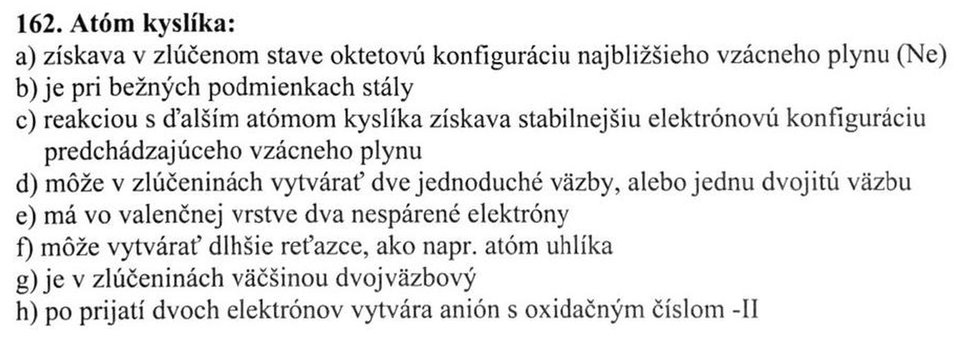 162. Atóm kyslíka:
a) získava v zlúčenom stave oktetovú konfiguráciu najbližšieho vzácneho plynu (Ne)
b) je pri bežných podmienkach stály
c) reakciou s ďalším atómom kyslíka získava stabilnejšiu elektrónovú konfiguráciu
predchádzajúceho vzácneho plynu
d) môže v zlúčeninách vytvárať dve jednoduché väzby, alebo jednu dvojitú väzbu
e) má vo valenčnej vrstve dva nespárené elektróny
f) môže vytvárať dlhšie reťazce, ako napr. atóm uhlíka
g) je v zlúčeninách väčšinou dvojväzbový
h) po prijatí dvoch elektrónov vytvára anión s oxidačným číslom -II